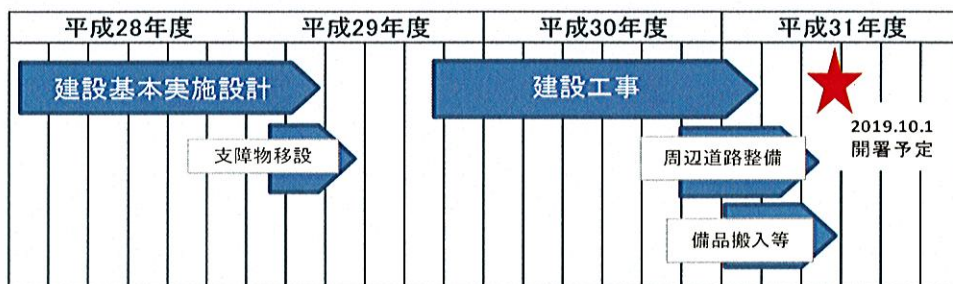 平成28年度
平成29年度
平成30年度
平成31年度
建設基本実施設計
建設工事
2019.10.1
開署予定
支障物移設
周辺道路整備
備品搬入等